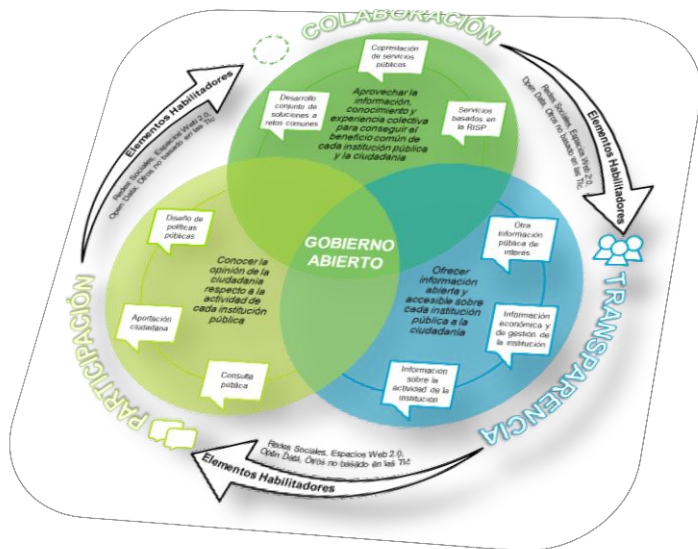 COLABORACIÓN
Coprestación
de servicios
públicos
Desarrollo
conjunto de
soluciones a
retos comunes
Aprovechar la
información,
conocimiento y
experiencia colectiva
para conseguir el
beneficio común de
cada institución pública
y la ciudadanía
Servicios
basados en
la RISP
Elementos Habilitadores
Redes Sociales, Espacios Web 2.0,
Open Data, Otros no basado en las TIc
Elementos Habilitadores
Redes Sociales, Espacios Web 2.0,
Open Data, Otros no basado en las TIc
GOBIERNO
ABIERTO
Diseño de
políticas
públicas
Aportación
ciudadana
Consulta
pública
Conocer la
opinión de la
ciudadanía
respecto a la
actividad de
cada institución
pública
PARTICIPACIÓN
Otra
información
pública de
interés
Información
económica y
de gestión de
la institución
Información
sobre la
actividad de la
institución
Ofrecer
información
abierta y
accesible sobre
cada institución
pública a la
ciudadanía
TRANSPARENCIA
Redes Sociales, Espacios Web 2.0,
Open Data, Otros no basado en las TIc
Elementos Habilitadores